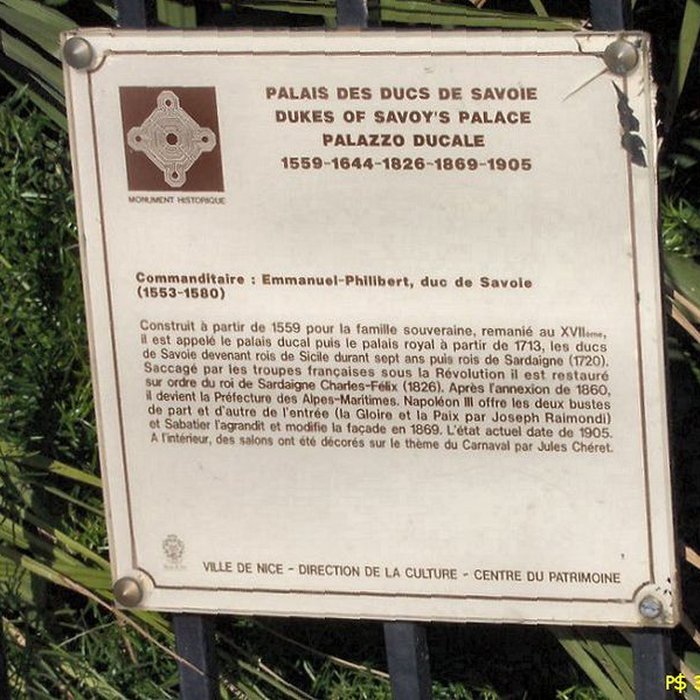 PALAIS DES DUCS DE SAVOIE
DUKES OF SAVOY'S PALACE
PALAZZO DUCALE
1559-1644-1826-1869-1905
MONUMENT HISTORIQUE
Commanditaire : Emmanuel-Philibert, duc de Savoie
(1553-1580)
Construit à partir de 1559 pour la famille souveraine, remanié au XVIIème,
il est appelé le palais ducal puis le palais royal à partir de 1713, les ducs
de Savoie devenant rois de Sicile durant sept ans puis rois de Sardaigne (1720).
Saccagé par les troupes françaises sous la Révolution il est restauré
sur ordre du roi de Sardaigne Charles-Félix (1826). Après l'annexion de 1860,
il devient la Préfecture des Alpes-Maritimes. Napoléon III offre les deux bustes
de part et d'autre de l'entrée (la Gloire et la Paix par Joseph Raimondi)
et Sabatier l'agrandit et modifie la façade en 1869. L'état actuel date de 1905.
A l'intérieur, des salons ont été décorés sur le thème du Carnaval par Jules Chéret.
VILLE DE NICE - DIRECTION DE LA CULTURE - CENTRE DU PATRIMOINE
P$